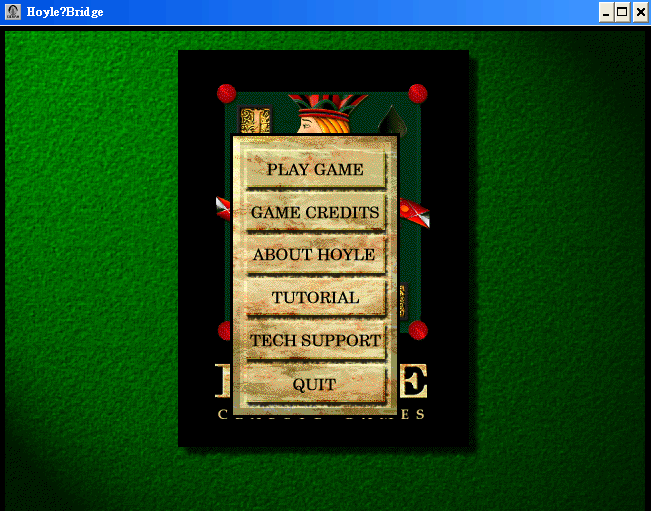 Hoyle?Bridge
PLAY GAME
GAME CREDITS
ABOUT HOYLE
TUTORIAL
TECH SUPPORT
QUIT